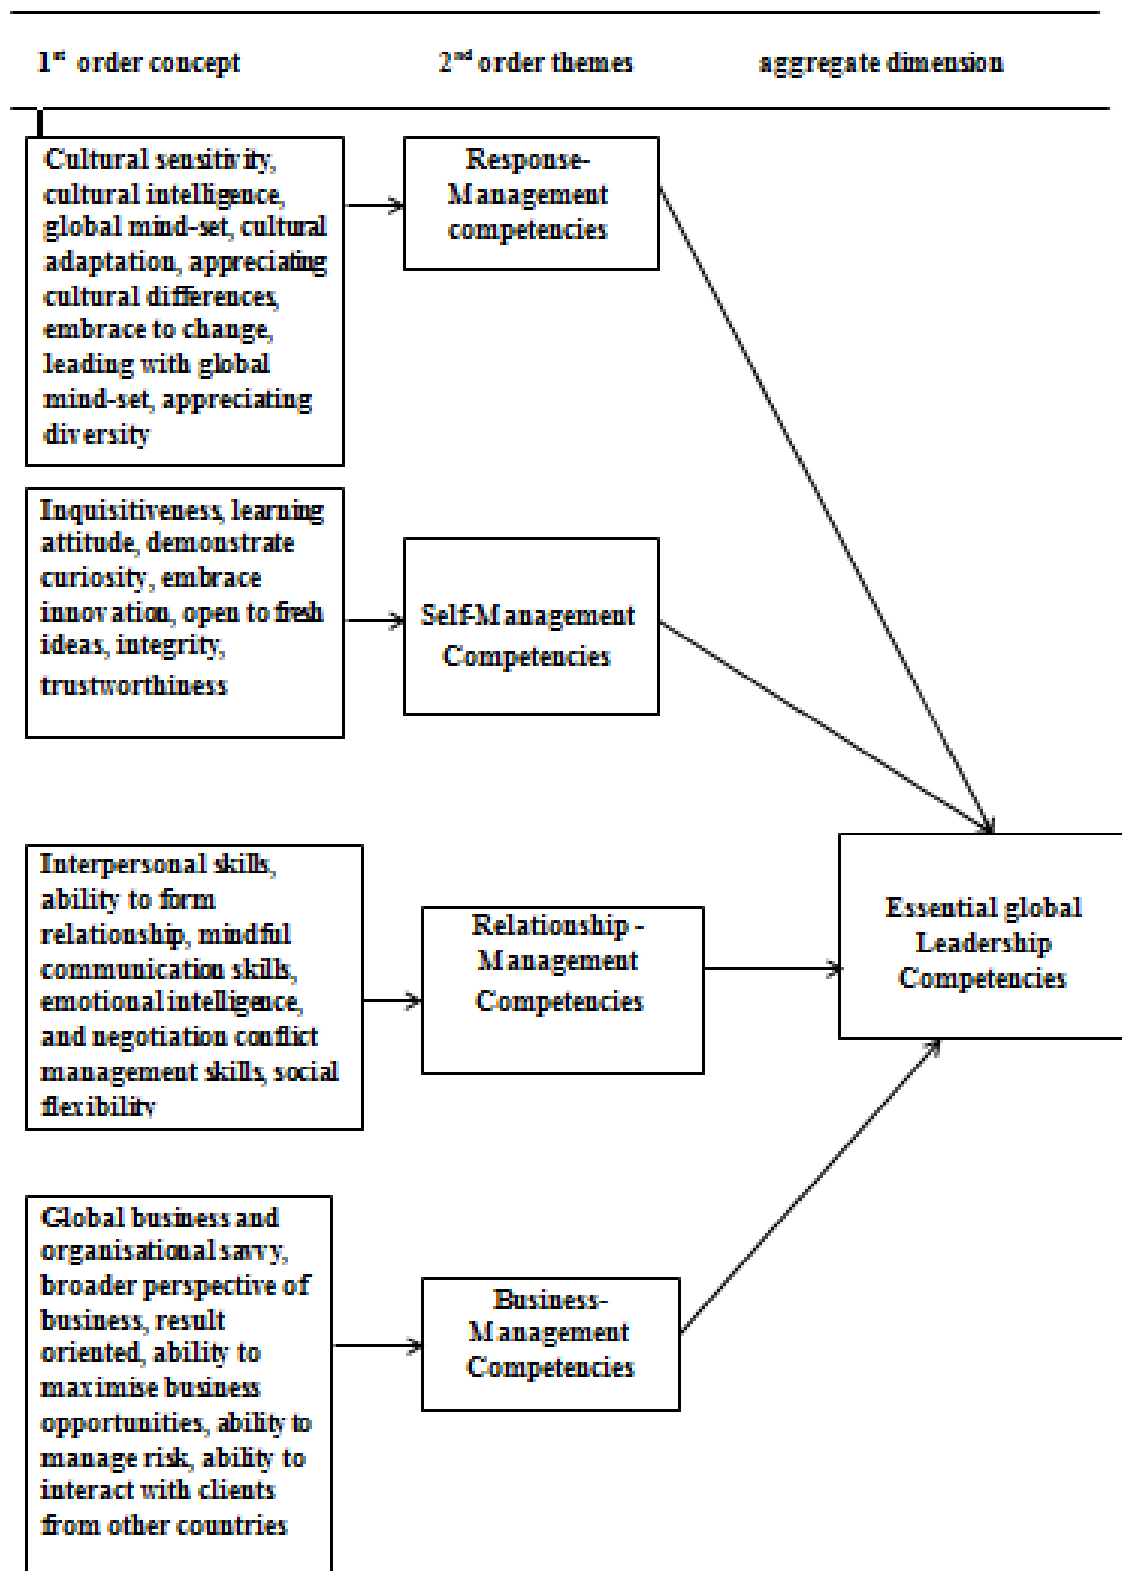 1st order concept 2nd order themes aggregate dimension
Cultural sensitivity,
cultural intelligence,
global mind-set, cultural
adaptation, appreciating
cultural differences,
embrace to change,
leading with global
mind-set, appreciating
diversity
Response-
Management
competencies
Inquisitiveness, learning
attitude, demonstrate
curiosity, embrace
innovation, open to fresh
ideas, integrity,
trustworthiness
Self-Management
Competencies
Interpersonal skills,
ability to form
relationship, mindful
communication skills,
emotional intelligence,
and negotiation conflict
management skills, social
flexibility
Relationship -
Management
Competencies
Essential global
Leadership
Competencies
Global business and
organisational savvy,
broader perspective of
business, result
oriented, ability to
maximise business
opportunities, ability to
manage risk, ability to
interact with clients
from other countries
Business-
Management
Competencies